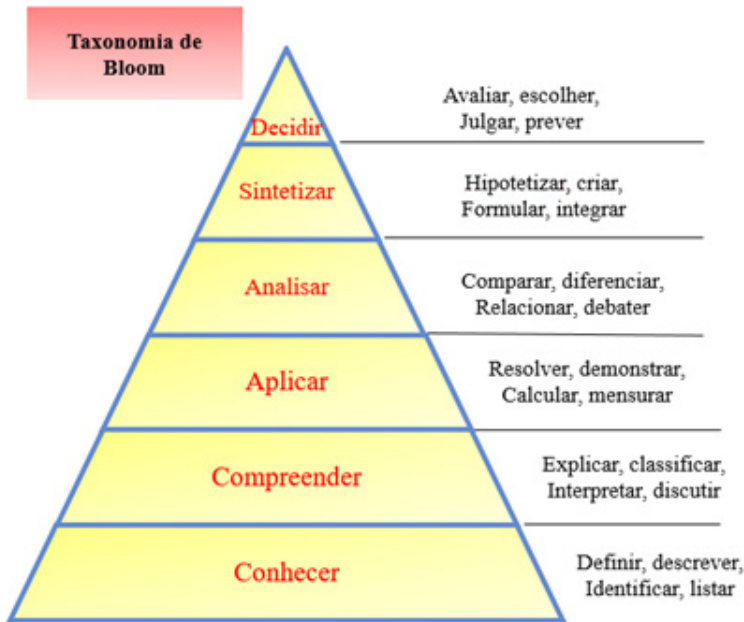 Taxonomia de
Bloom
Decidir
Avaliar, escolher,
Julgar, prever
Sintetizar
Hipotetizar, criar,
Formular, integrar
Analisar
Comparar, diferenciar,
Relacionar, debater
Aplicar
Resolver, demonstrar,
Calcular, mensurar
Compreender
Explicar, classificar,
Interpretar, discutir
Conhecer
Definir, descrever,
Identificar, listar